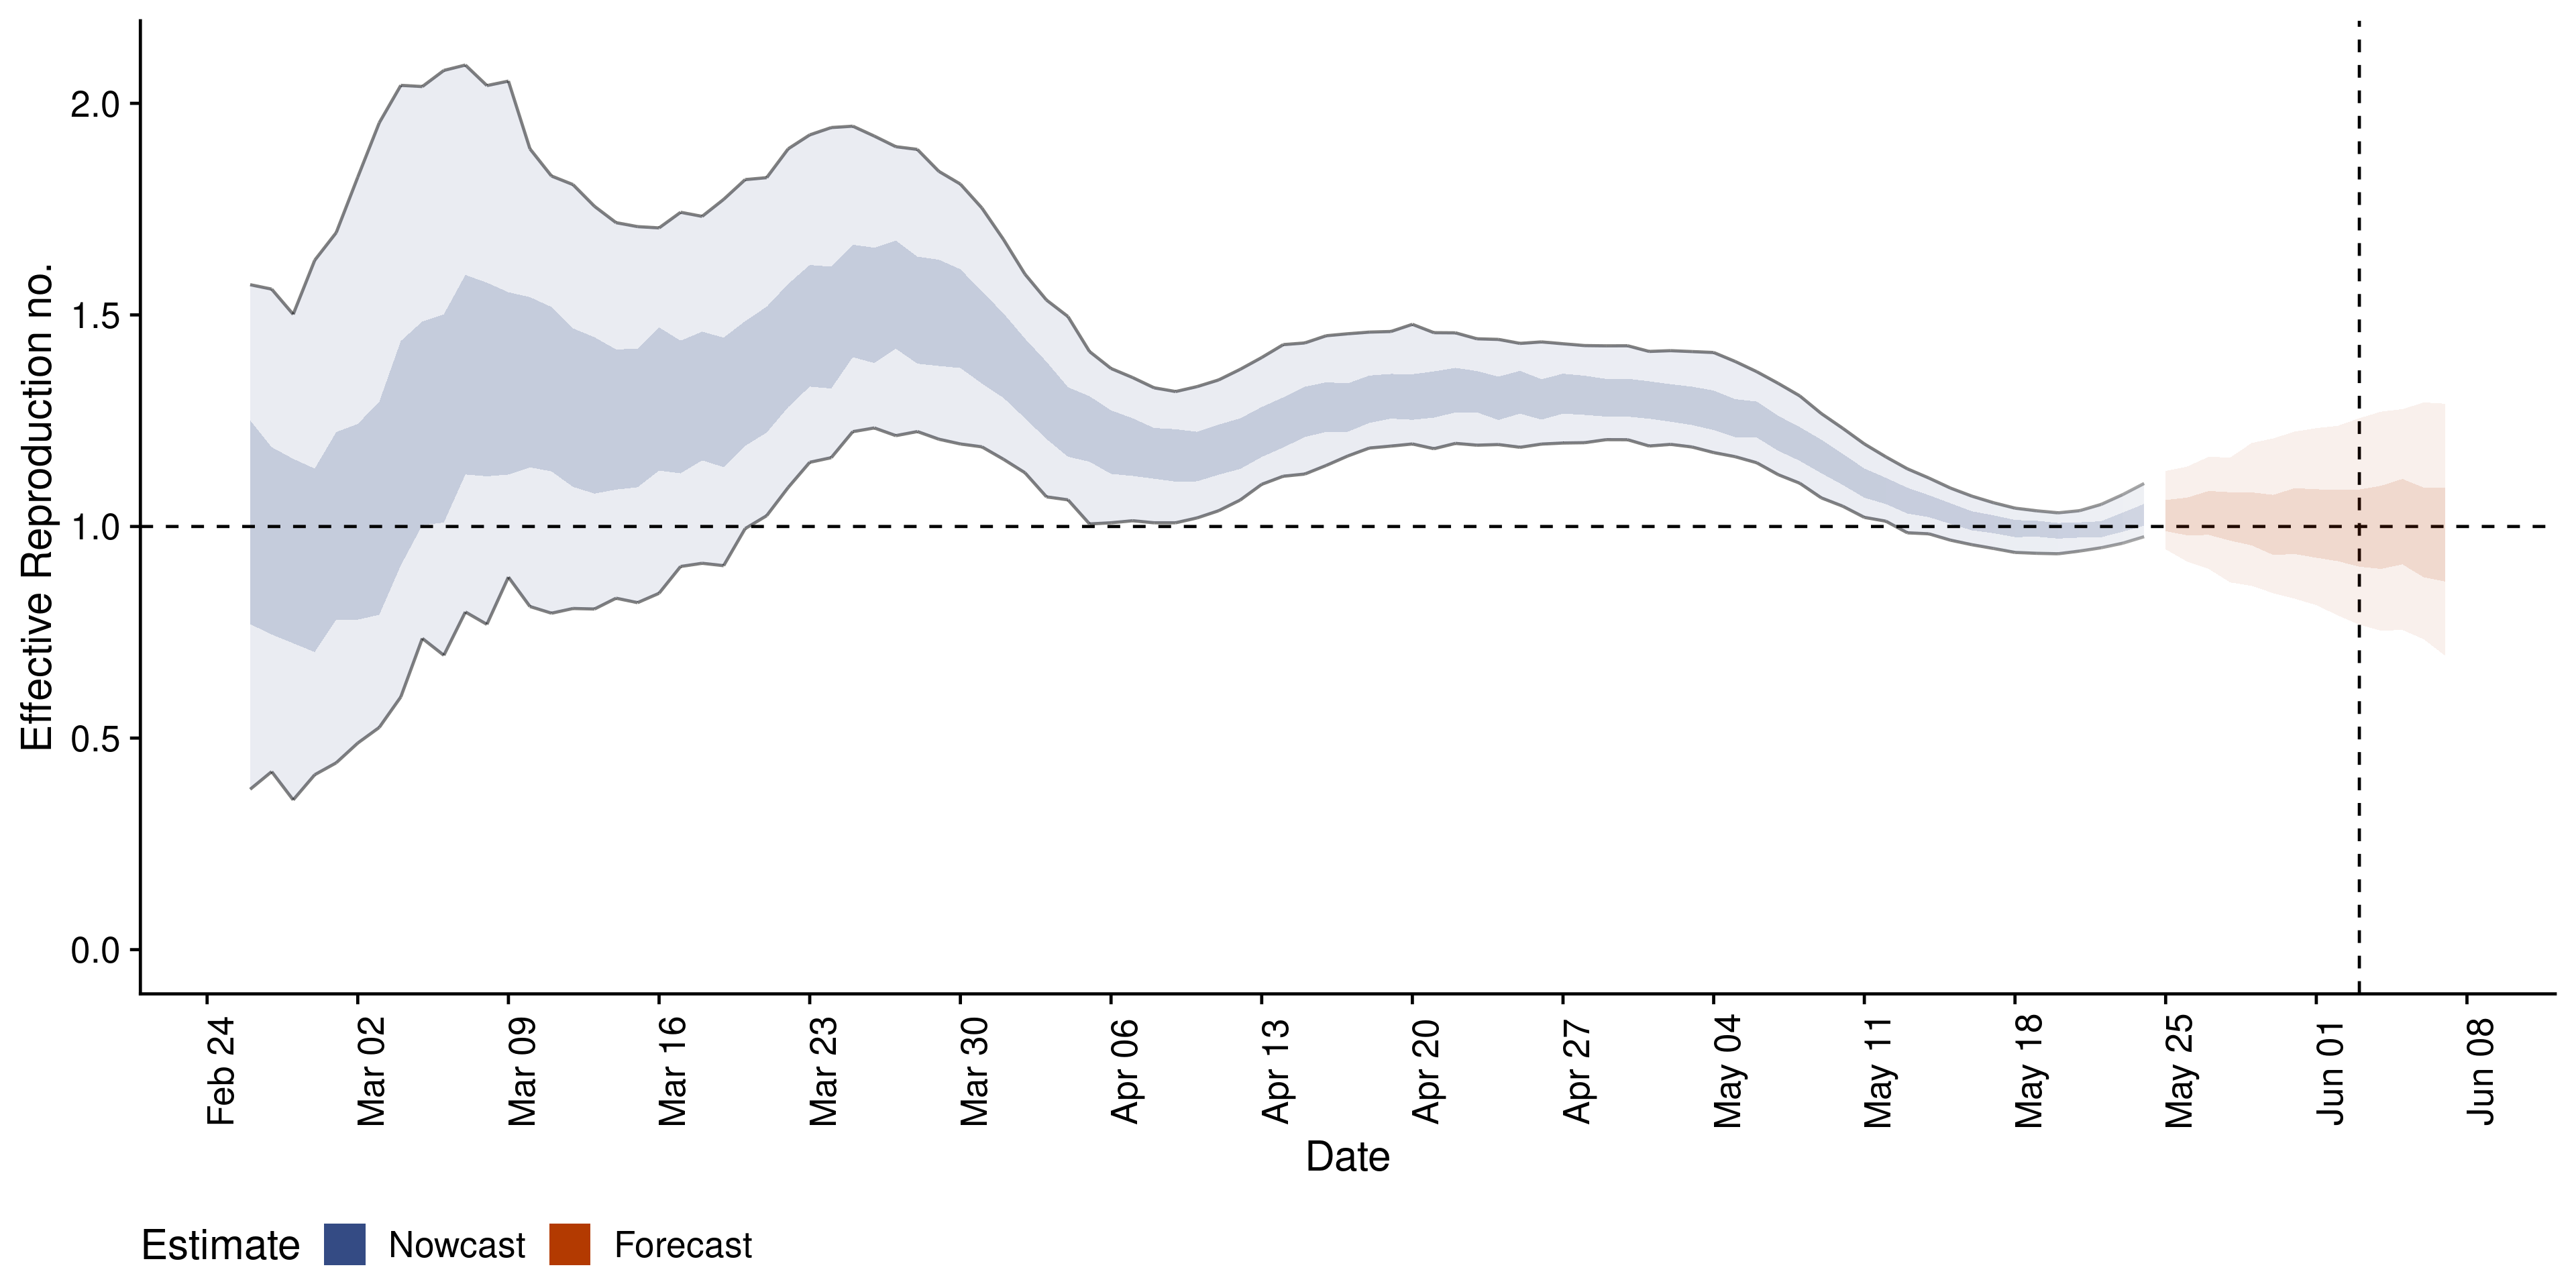 Effective Reproduction no.
2.0
1.5
1.0
0.5
0.0
Feb 24
Mar 02
Mar 09
Mar 16
Mar 23
Mar 30
Apr 06
Apr 13
Apr 20
Apr 27
May 04
May 11
May 18
May 25
Jun 01
Jun 08
Date
Estimate Nowcast Forecast